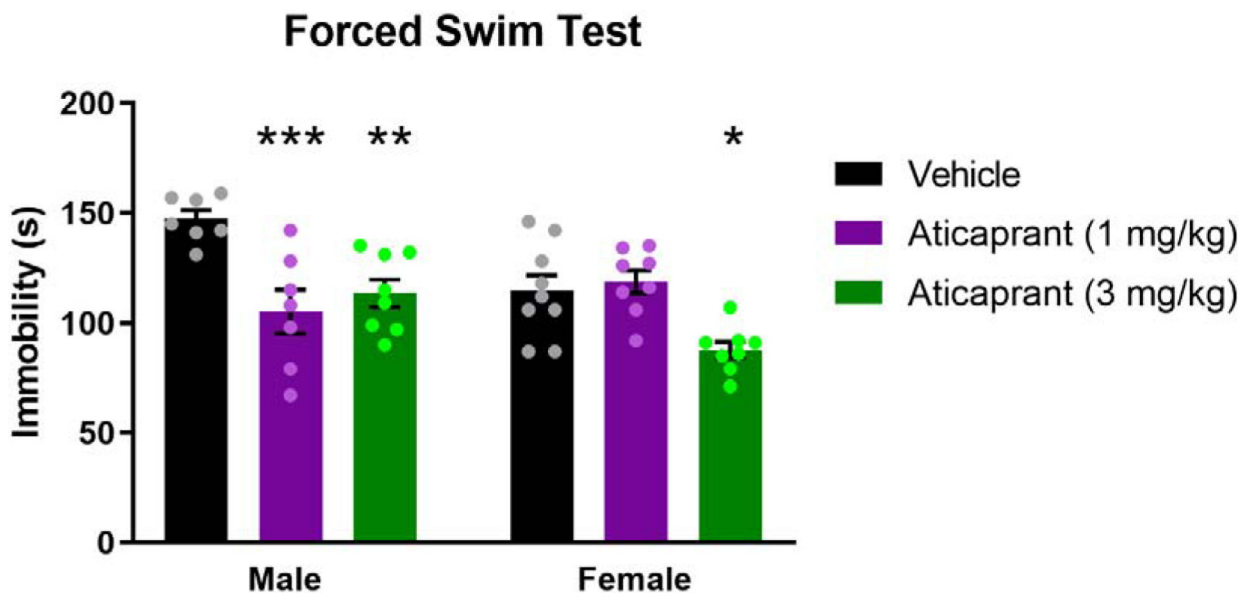 Forced Swim Test
200
150
100
50
0
Immobility (s)
***
**
*
Male
Female
Vehicle
Aticaprant (1 mg/kg)
Aticaprant (3 mg/kg)